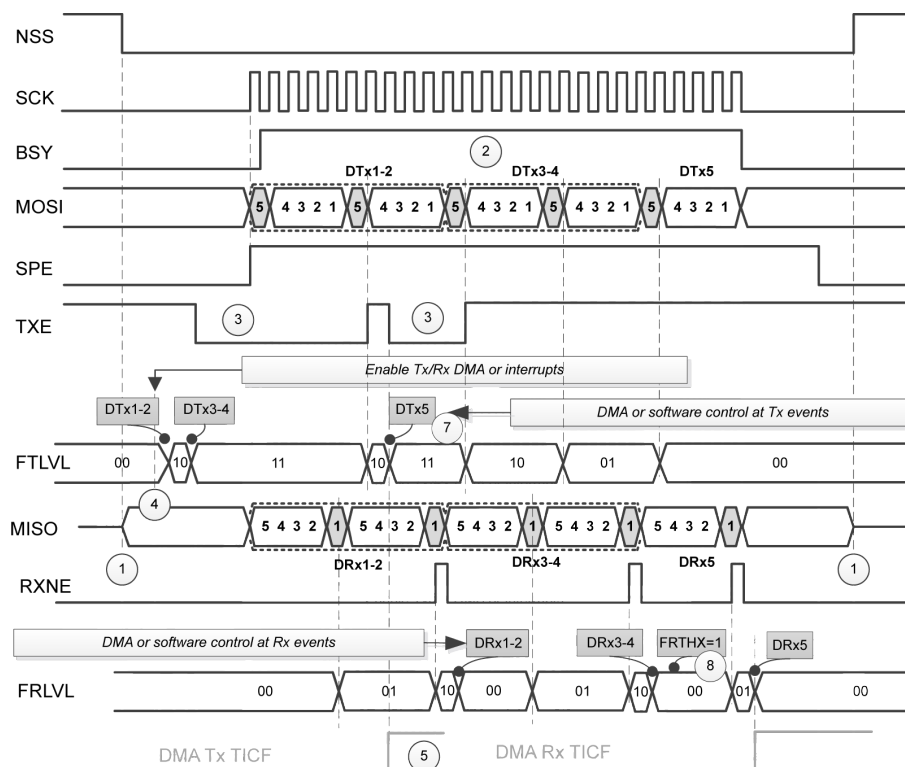 NSS
SCK
BSY
2
DTx1-2 DTx3-4 DTx5
MOSI 5 4 3 2 1 5 4 3 2 1 5 4 3 2 1 5 4 3 2 1 5 4 3 2 1
SPE
TXE 3 3
Enable Tx/Rx DMA or interrupts
DTx1-2 DTx3-4 DTx5 DMA or software control at Tx events
7
FTLVL 00 10 11 10 11 10 01 00
4
MISO 5 4 3 2 1 5 4 3 2 1 5 4 3 2 1 5 4 3 2 1 5 4 3 2 1
DRx1-2 DRx3-4 DRx5
1 1
RXNE
DMA or software control at Rx events DRx1-2 DRx3-4 FRTHX=1 DRx5
8
FRLVL 00 01 10 00 01 10 00 01 00
DMA Tx TICF 5 DMA Rx TICF